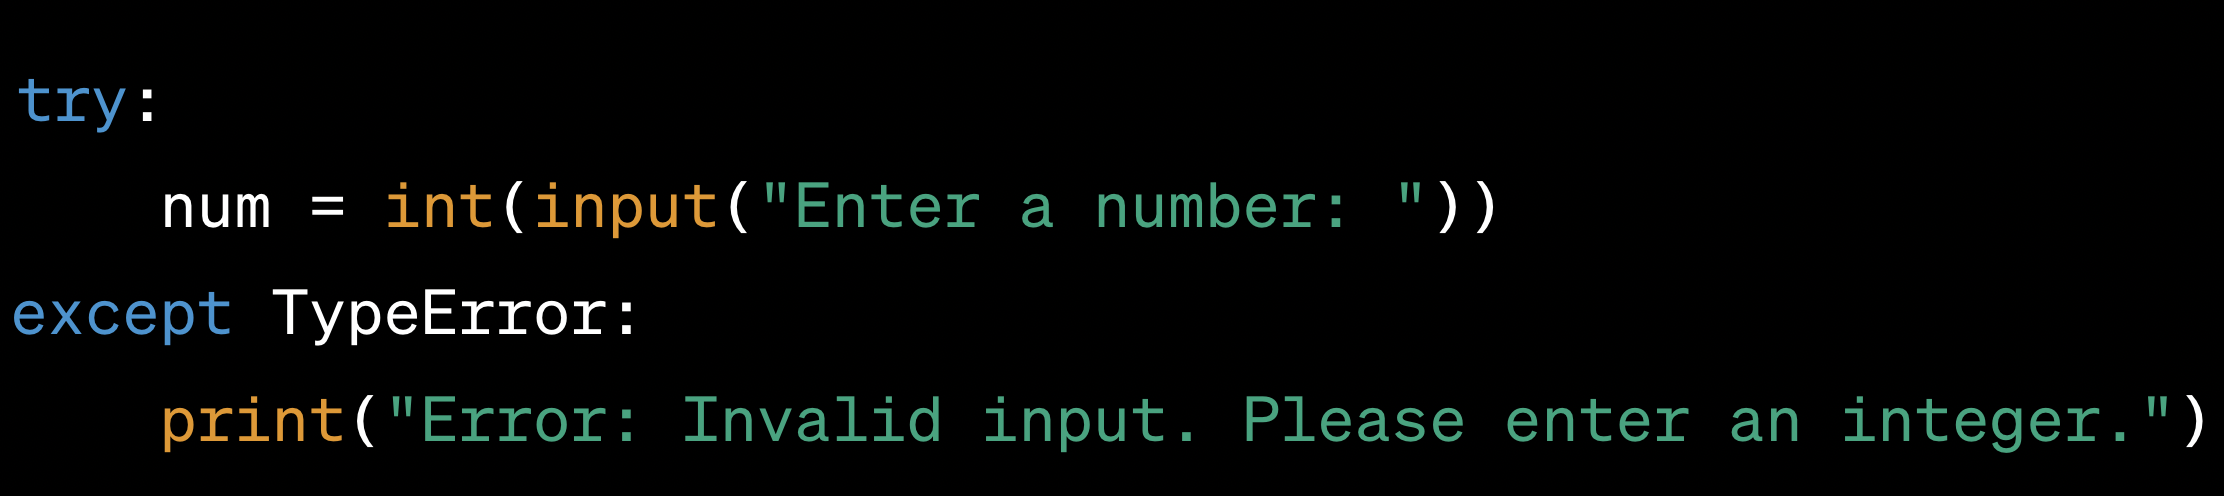 try:
    num = int(input("Enter a number: "))
except TypeError:
    print("Error: Invalid input. Please enter an integer.")